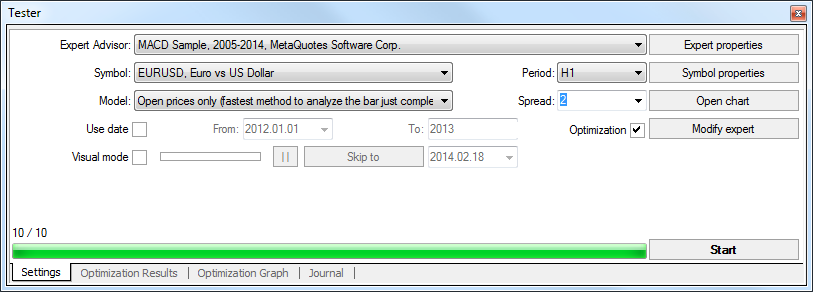 Tester
Expert Advisor: MACD Sample, 2005-2014, MetaQuotes Software Corp. Expert properties
Symbol: EURUSD, Euro vs US Dollar Period: H1 Symbol properties
Model: Open prices only (fastest method to analyze the bar just comple Spread: 2 Open chart
Use date From: 2012.01.01 To: 2013 Optimization Modify expert
Visual mode Skip to 2014.02.18
10 / 10
Start
Settings Optimization Results Optimization Graph Journal